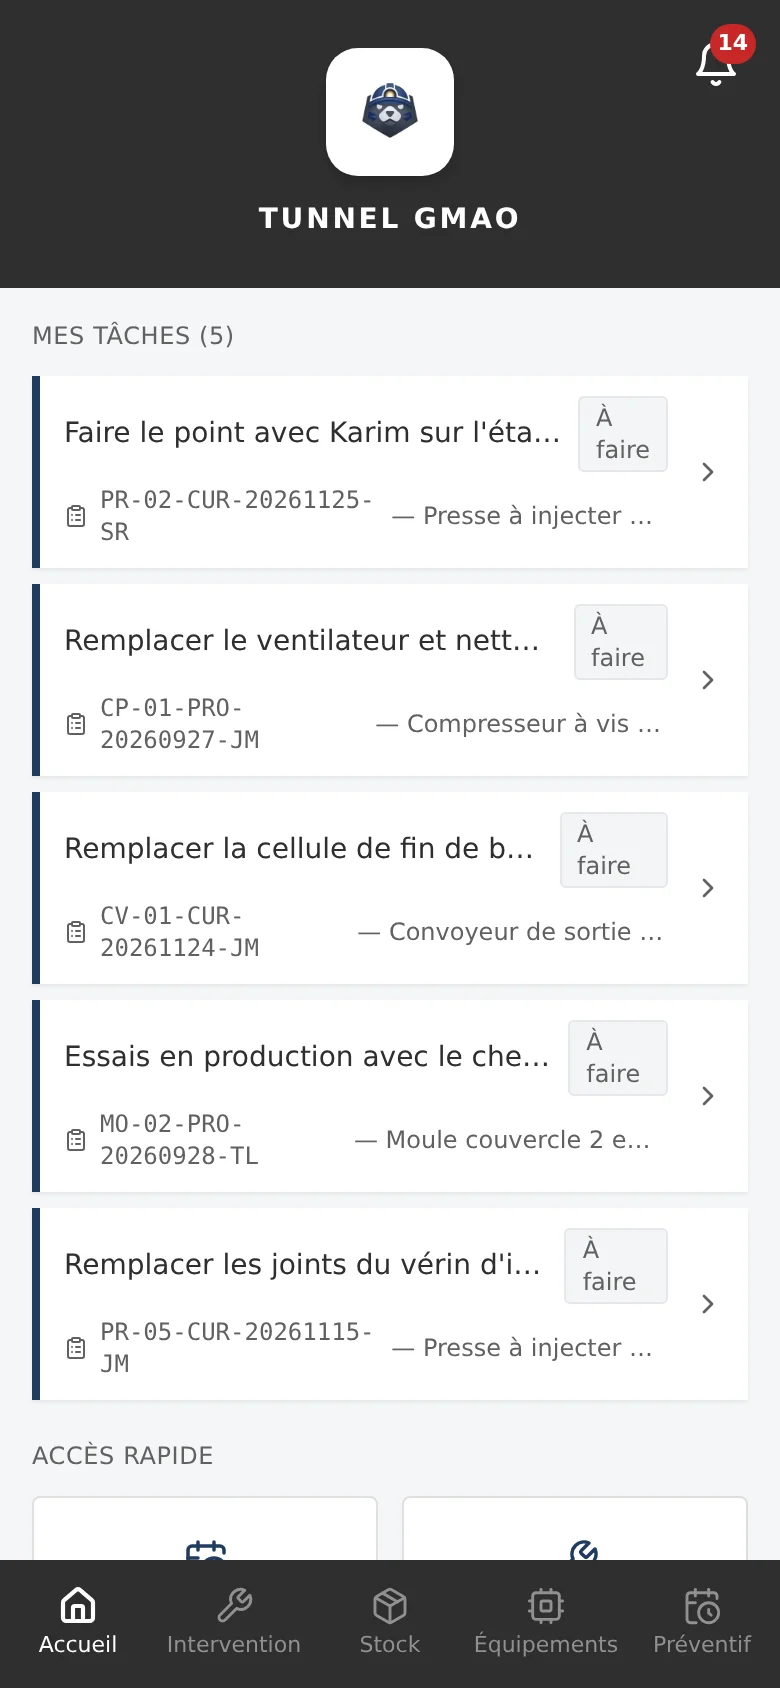 14
TUNNEL GMAO
MES TÂCHES (5)
Faire le point avec Karim sur l'éta...
À
faire
PR-02-CUR-20261125-
SR
— Presse à injecter ...
Remplacer le ventilateur et nett...
À
faire
CP-01-PRO-
20260927-JM
— Compresseur à vis ...
Remplacer la cellule de fin de b...
À
faire
CV-01-CUR-
20261124-JM
— Convoyeur de sortie ...
Essais en production avec le che...
À
faire
MO-02-PRO-
20260928-TL
— Moule couvercle 2 e...
Remplacer les joints du vérin d'i...
À
faire
PR-05-CUR-20261115-
JM
— Presse à injecter ...
ACCÈS RAPIDE
Accueil
Intervention
Stock
Équipements
Préventif